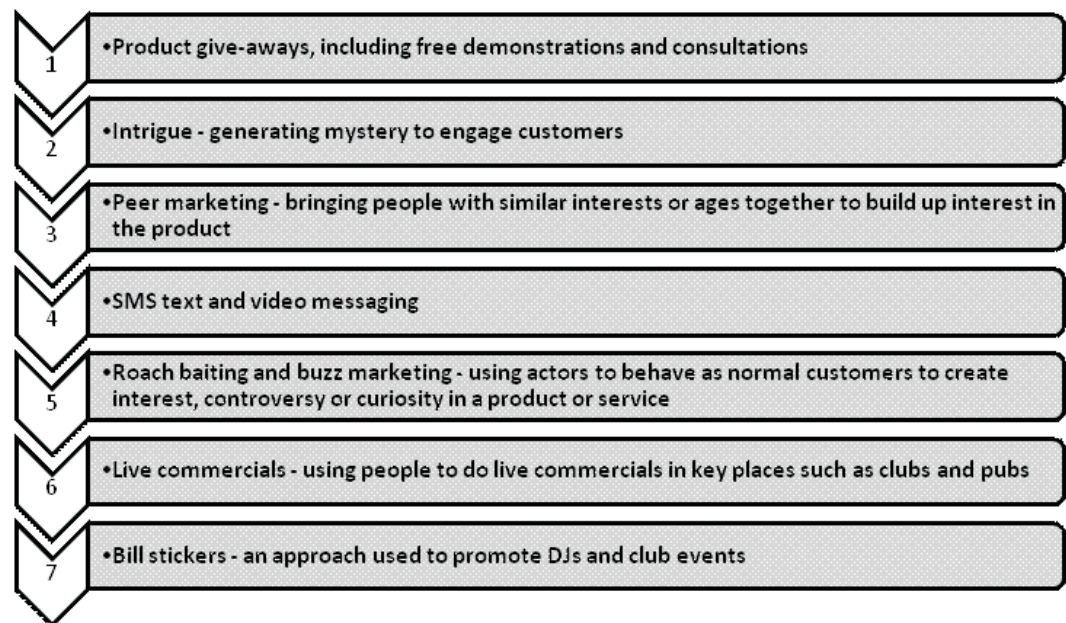 1
•Product give-aways, including free demonstrations and consultations
2
•Intrigue - generating mystery to engage customers
3
•Peer marketing - bringing people with similar interests or ages together to build up interest in
the product
4
•SMS text and video messaging
5
•Roach baiting and buzz marketing - using actors to behave as normal customers to create
interest, controversy or curiosity in a product or service
6
•Live commercials - using people to do live commercials in key places such as clubs and pubs
7
•Bill stickers - an approach used to promote DJs and club events